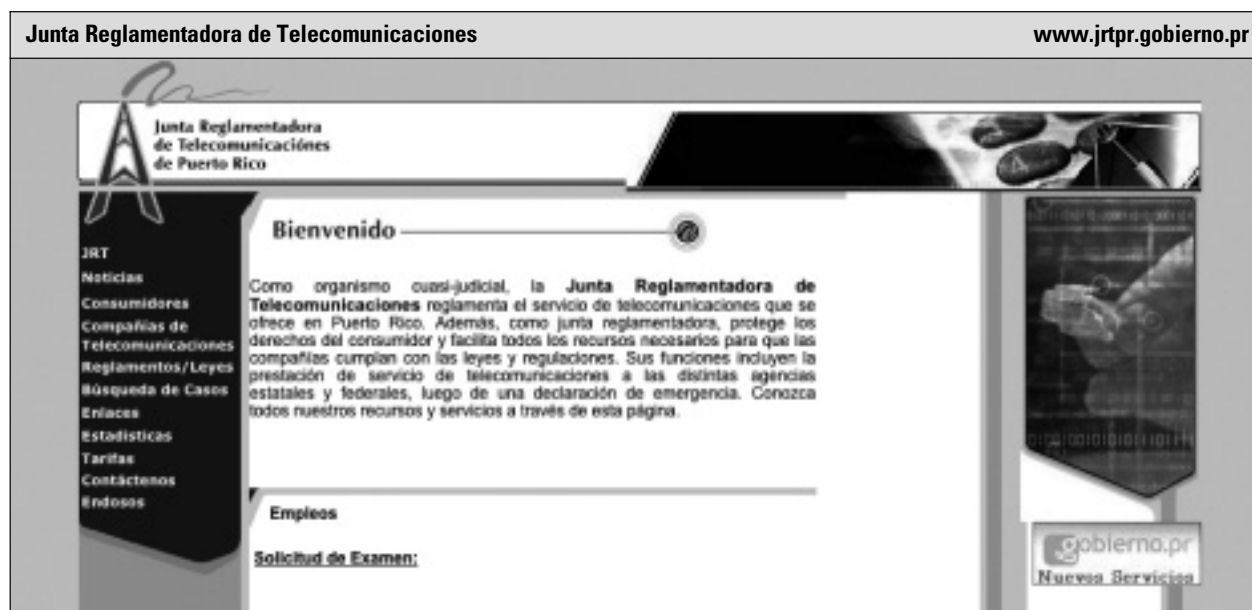 Junta Reglamentadora de Telecomunicaciones www.jrtpr.gobierno.pr
Junta Reglamentadora
de Telecomunicaciónes
de Puerto Rico
JRT
Noticias
Consumidores
Compañías de
Telecomunicaciones
Reglamentos/Leyes
Búsqueda de Casos
Enlaces
Estadísticas
Tarifas
Contáctenos
Endosos
Bienvenido
Como organismo cuasi-judicial, la Junta Reglamentadora de
Telecomunicaciones reglamenta el servicio de telecomunicaciones que se
ofrece en Puerto Rico. Además, como junta reglamentadora, protege los
derechos del consumidor y facilita todos los recursos necesarios para que las
compañías cumplan con las leyes y regulaciones. Sus funciones incluyen la
prestación de servicio de telecomunicaciones a las distintas agencias
estatales y federales, luego de una declaración de emergencia. Conozca
todos nuestros recursos y servicios a través de esta página.
Empleos
Solicitud de Examen:
gobierno.pr
Nuevos Servicios